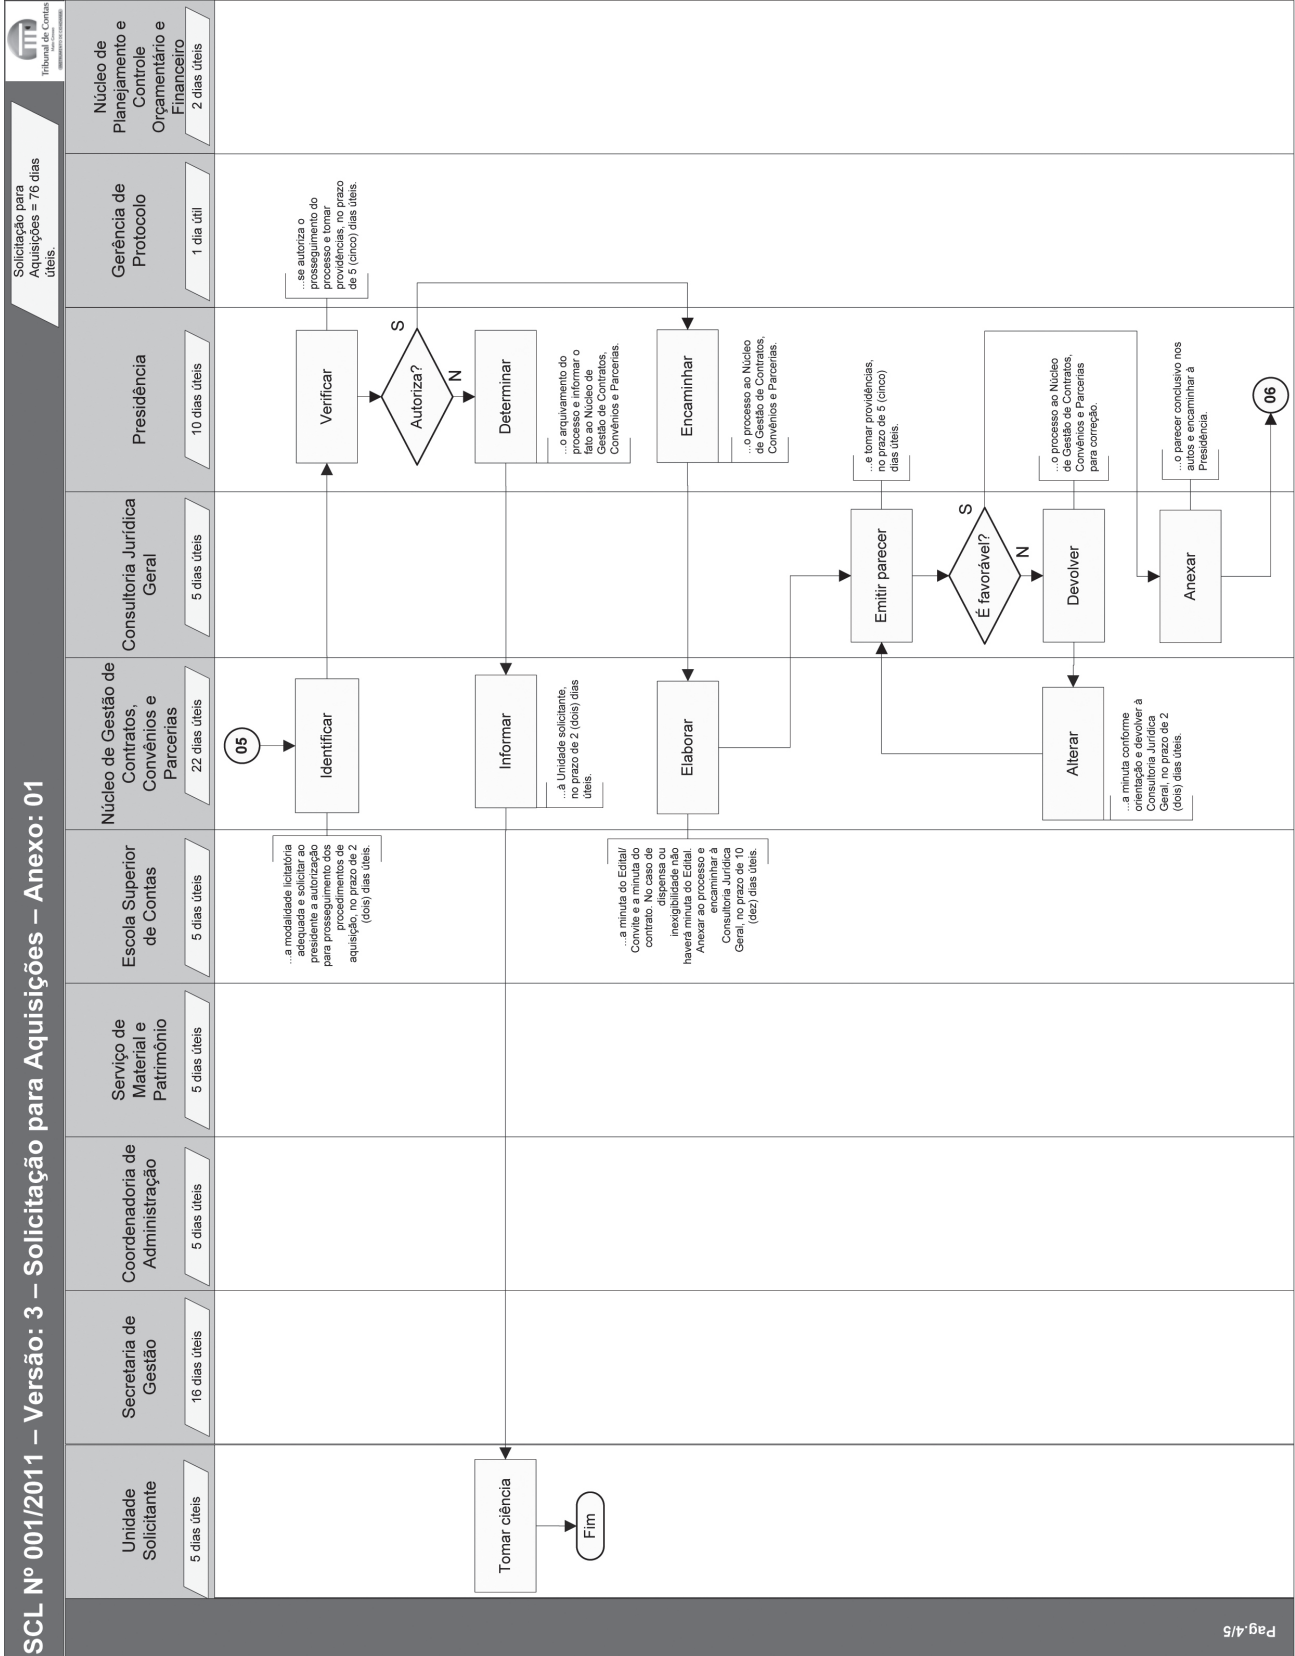 SCL Nº 001/2011 – Versão: 3 – Solicitação para Aquisições – Anexo: 01
Solicitação para
Aquisições = 76 dias
úteis.
Tribunal de Contas
Unidade
Solicitante
5 dias úteis
Secretaria de
Gestão
16 dias úteis
Coordenadoria de
Administração
5 dias úteis
Serviço de
Material e
Patrimônio
5 dias úteis
Escola Superior
de Contas
5 dias úteis
Núcleo de Gestão de
Contratos,
Convênios e
Parcerias
22 dias úteis
Consultoria Jurídica
Geral
5 dias úteis
Presidência
10 dias úteis
Gerência de
Protocolo
1 dia útil
Núcleo de
Planejamento e
Controle
Orçamentário e
Financeiro
2 dias úteis
05
Identificar
...a modalidade licitatória
adequada e solicitar ao
presidente a autorização
para prosseguimento dos
procedimentos de
aquisição, no prazo de 2
(dois) dias úteis.
Verificar
...se autoriza o
prosseguimento do
processo e tomar
providências, no prazo
de 5 (cinco) dias úteis.
Autoriza?
S
N
Determinar
...o arquivamento do
processo e informar o
fato ao Núcleo de
Gestão de Contratos,
Convênios e Parcerias.
Informar
...à Unidade solicitante,
no prazo de 2 (dois) dias
úteis.
Tomar ciência
Fim
Encaminhar
...o processo ao Núcleo
de Gestão de Contratos,
Convênios e Parcerias.
Elaborar
...a minuta do Edital/
Convite e a minuta do
contrato. No caso de
dispensa ou
inexigibilidade não
haverá minuta do Edital.
Anexar ao processo e
encaminhar à
Consultoria Jurídica
Geral, no prazo de 10
(dez) dias úteis.
Emitir parecer
...e tomar providências,
no prazo de 5 (cinco)
dias úteis.
É favorável?
S
N
Devolver
...o processo ao Núcleo
de Gestão de Contratos,
Convênios e Parcerias
para correção.
Alterar
...a minuta conforme
orientação e devolver à
Consultoria Jurídica
Geral, no prazo de 2
(dois) dias úteis.
Anexar
...o parecer conclusivo nos
autos e encaminhar à
Presidência.
06
Pag.4/5